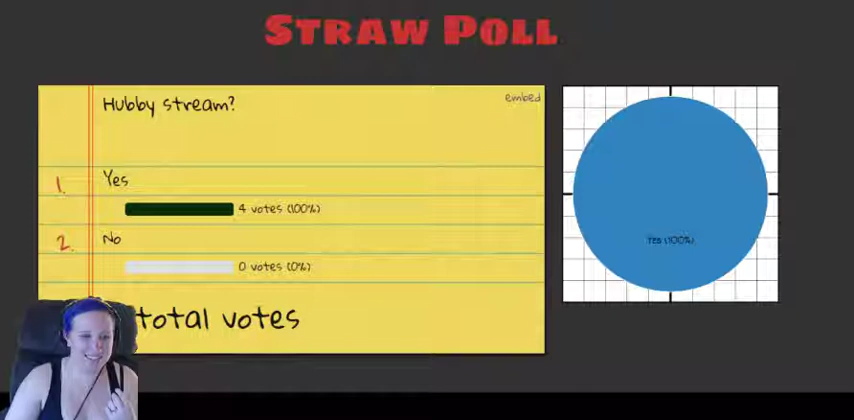 STRAW POLL
Hubby stream?
embed
1.
Yes
4 votes (100%)
2.
No
0 votes (0%)
total votes
Yes (100%)